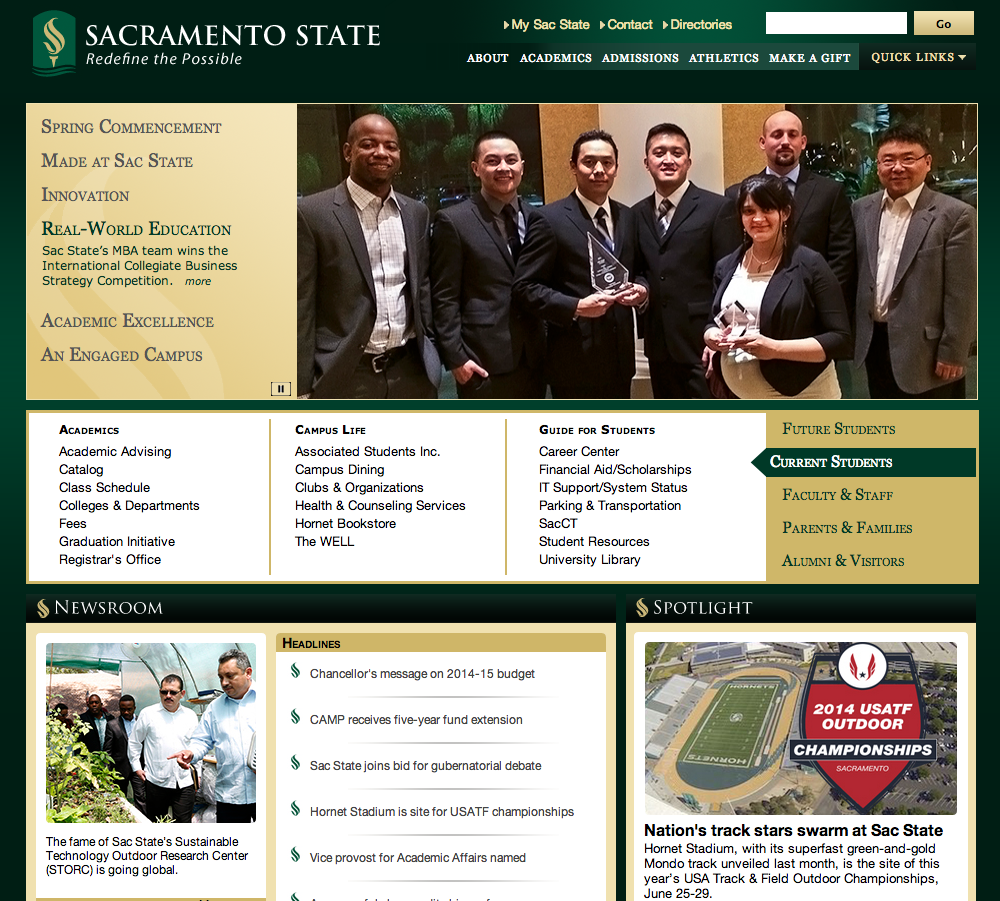 SACRAMENTO STATE
Redefine the Possible
My Sac State Contact Directories
Go
ABOUT ACADEMICS ADMISSIONS ATHLETICS MAKE A GIFT QUICK LINKS
Spring Commencement
Made at Sac State
Innovation
Real-World Education
Sac State's MBA team wins the
International Collegiate Business
Strategy Competition. more
Academic Excellence
An Engaged Campus
Academics
Academic Advising
Catalog
Class Schedule
Colleges & Departments
Fees
Graduation Initiative
Registrar's Office
Campus Life
Associated Students Inc.
Campus Dining
Clubs & Organizations
Health & Counseling Services
Hornet Bookstore
The WELL
Guide for Students
Career Center
Financial Aid/Scholarships
IT Support/System Status
Parking & Transportation
SacCT
Student Resources
University Library
Future Students
Current Students
Faculty & Staff
Parents & Families
Alumni & Visitors
Newsroom
The fame of Sac State's Sustainable
Technology Outdoor Research Center
(STORC) is going global.
Headlines
Chancellor's message on 2014-15 budget
CAMP receives five-year fund extension
Sac State joins bid for gubernatorial debate
Hornet Stadium is site for USATF championships
Vice provost for Academic Affairs named
Spotlight
HORNETS
HORNETS
2014 USATF
OUTDOOR
CHAMPIONSHIPS
SACRAMENTO
Nation's track stars swarm at Sac State
Hornet Stadium, with its superfast green-and-gold
Mondo track unveiled last month, is the site of this
year's USA Track & Field Outdoor Championships,
June 25-29.